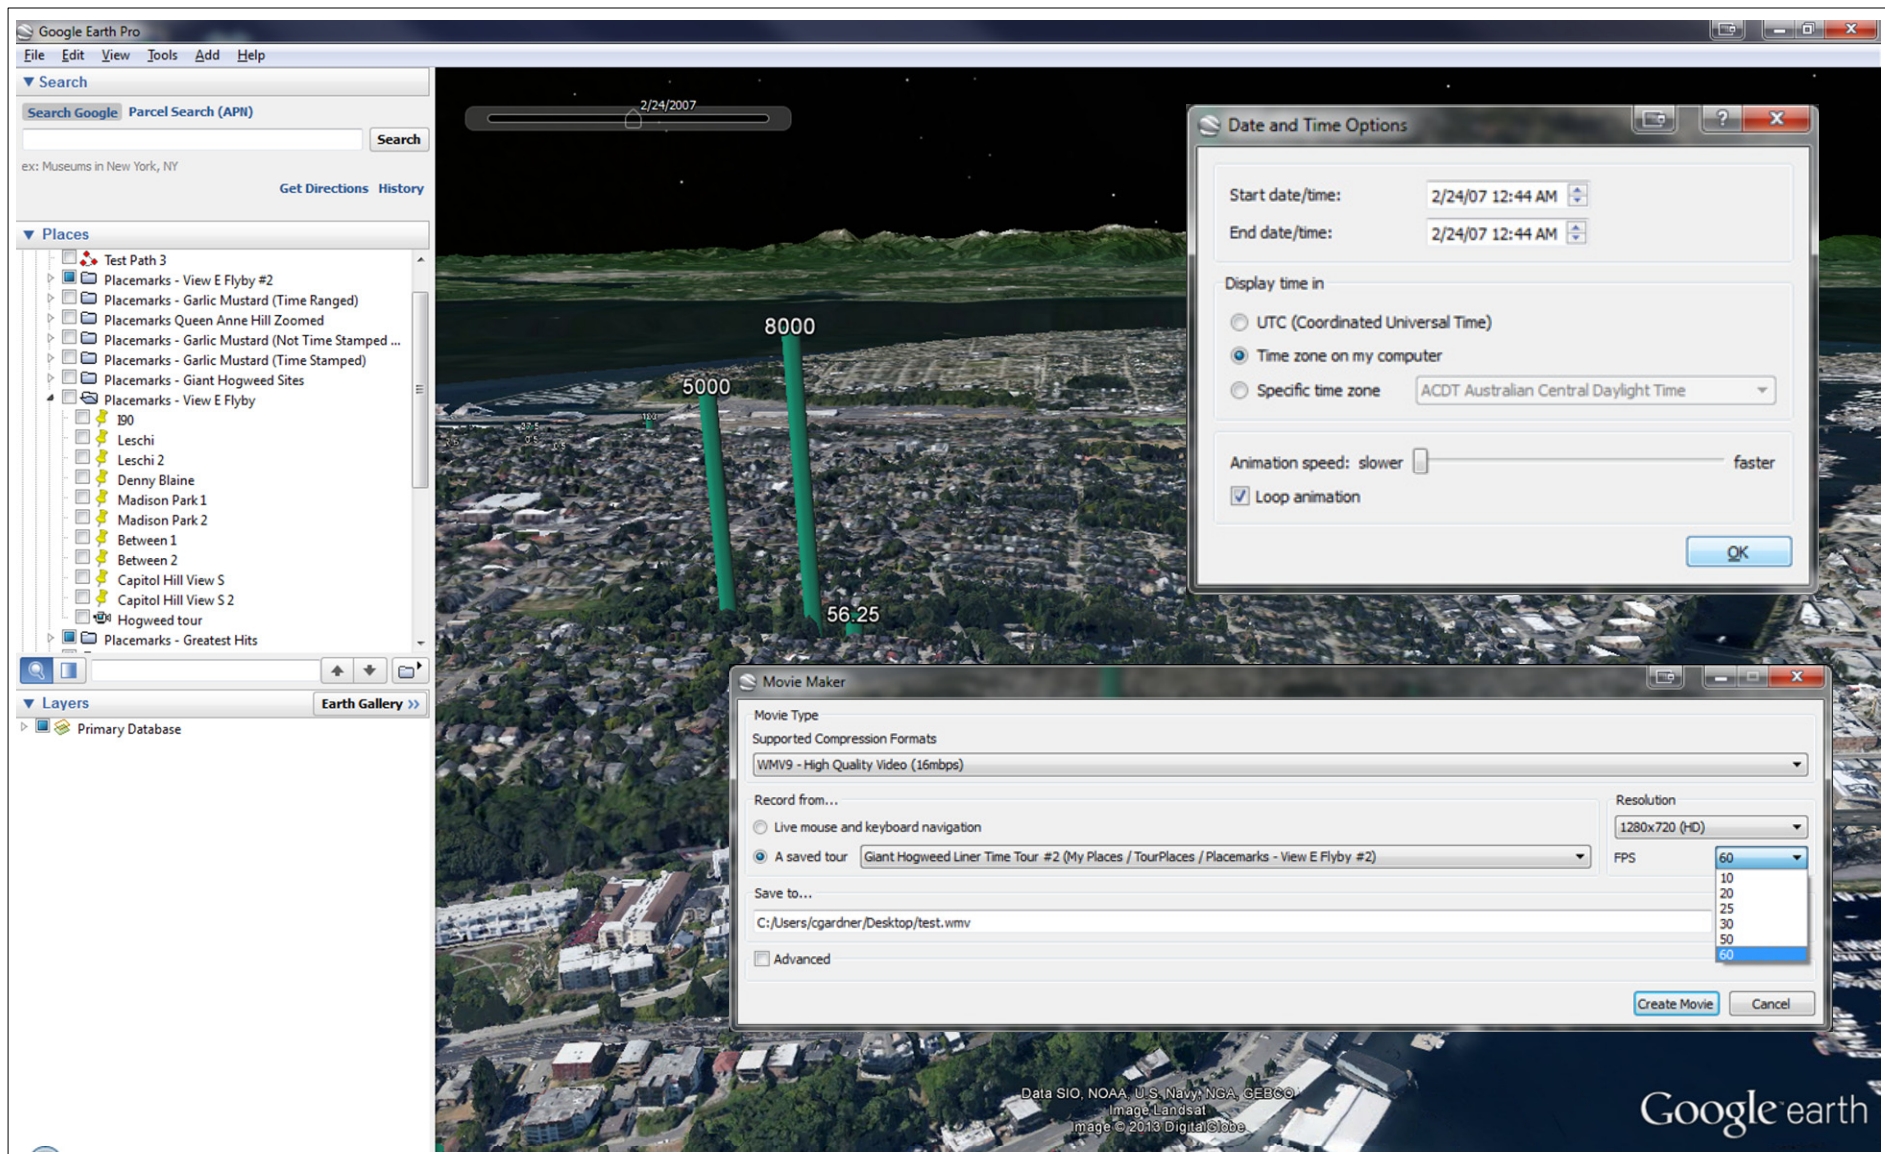 Google Earth Pro
File Edit View Tools Add Help
Search
Search Google Parcel Search (APN)
Search
ex: Museums in New York, NY
Get Directions History
Places
Test Path 3
Placemarks - View E Flyby #2
Placemarks - Garlic Mustard (Time Ranged)
Placemarks Queen Anne Hill Zoomed
Placemarks - Garlic Mustard (Not Time Stamped ...
Placemarks - Garlic Mustard (Time Stamped)
Placemarks - Giant Hogweed Sites
Placemarks - View E Flyby
I90
Leschi
Leschi 2
Denny Blaine
Madison Park 1
Madison Park 2
Between 1
Between 2
Capitol Hill View S
Capitol Hill View S 2
Hogweed tour
Placemarks - Greatest Hits
Layers
Earth Gallery >>
Primary Database
2/24/2007
8000
5000
37.5
0.5
0.5
56.25
Date and Time Options
Start date/time: 2/24/07 12:44 AM
End date/time: 2/24/07 12:44 AM
Display time in
UTC (Coordinated Universal Time)
Time zone on my computer
Specific time zone ACDT Australian Central Daylight Time
Animation speed: slower faster
Loop animation
OK
Movie Maker
Movie Type
Supported Compression Formats
WMV9 - High Quality Video (16mbps)
Record from...
Live mouse and keyboard navigation
A saved tour Giant Hogweed Liner Time Tour #2 (My Places / TourPlaces / Placemarks - View E Flyby #2)
Resolution
1280x720 (HD)
FPS 60
10
20
25
30
50
60
Save to...
C:/Users/cgardner/Desktop/test.wmv
Advanced
Create Movie Cancel
Data SIO, NOAA, U.S. Navy, NGA, GEBCO
Image Landsat
Image © 2013 DigitalGlobe
Google earth